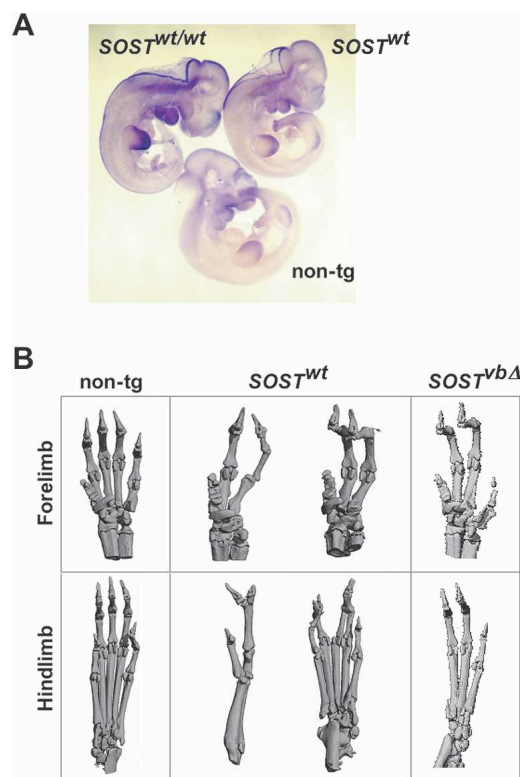 A
SOSTwt/wt
SOSTwt
non-tg
B
non-tg
SOSTwt
SOSTvbΔ
Forelimb
Hindlimb